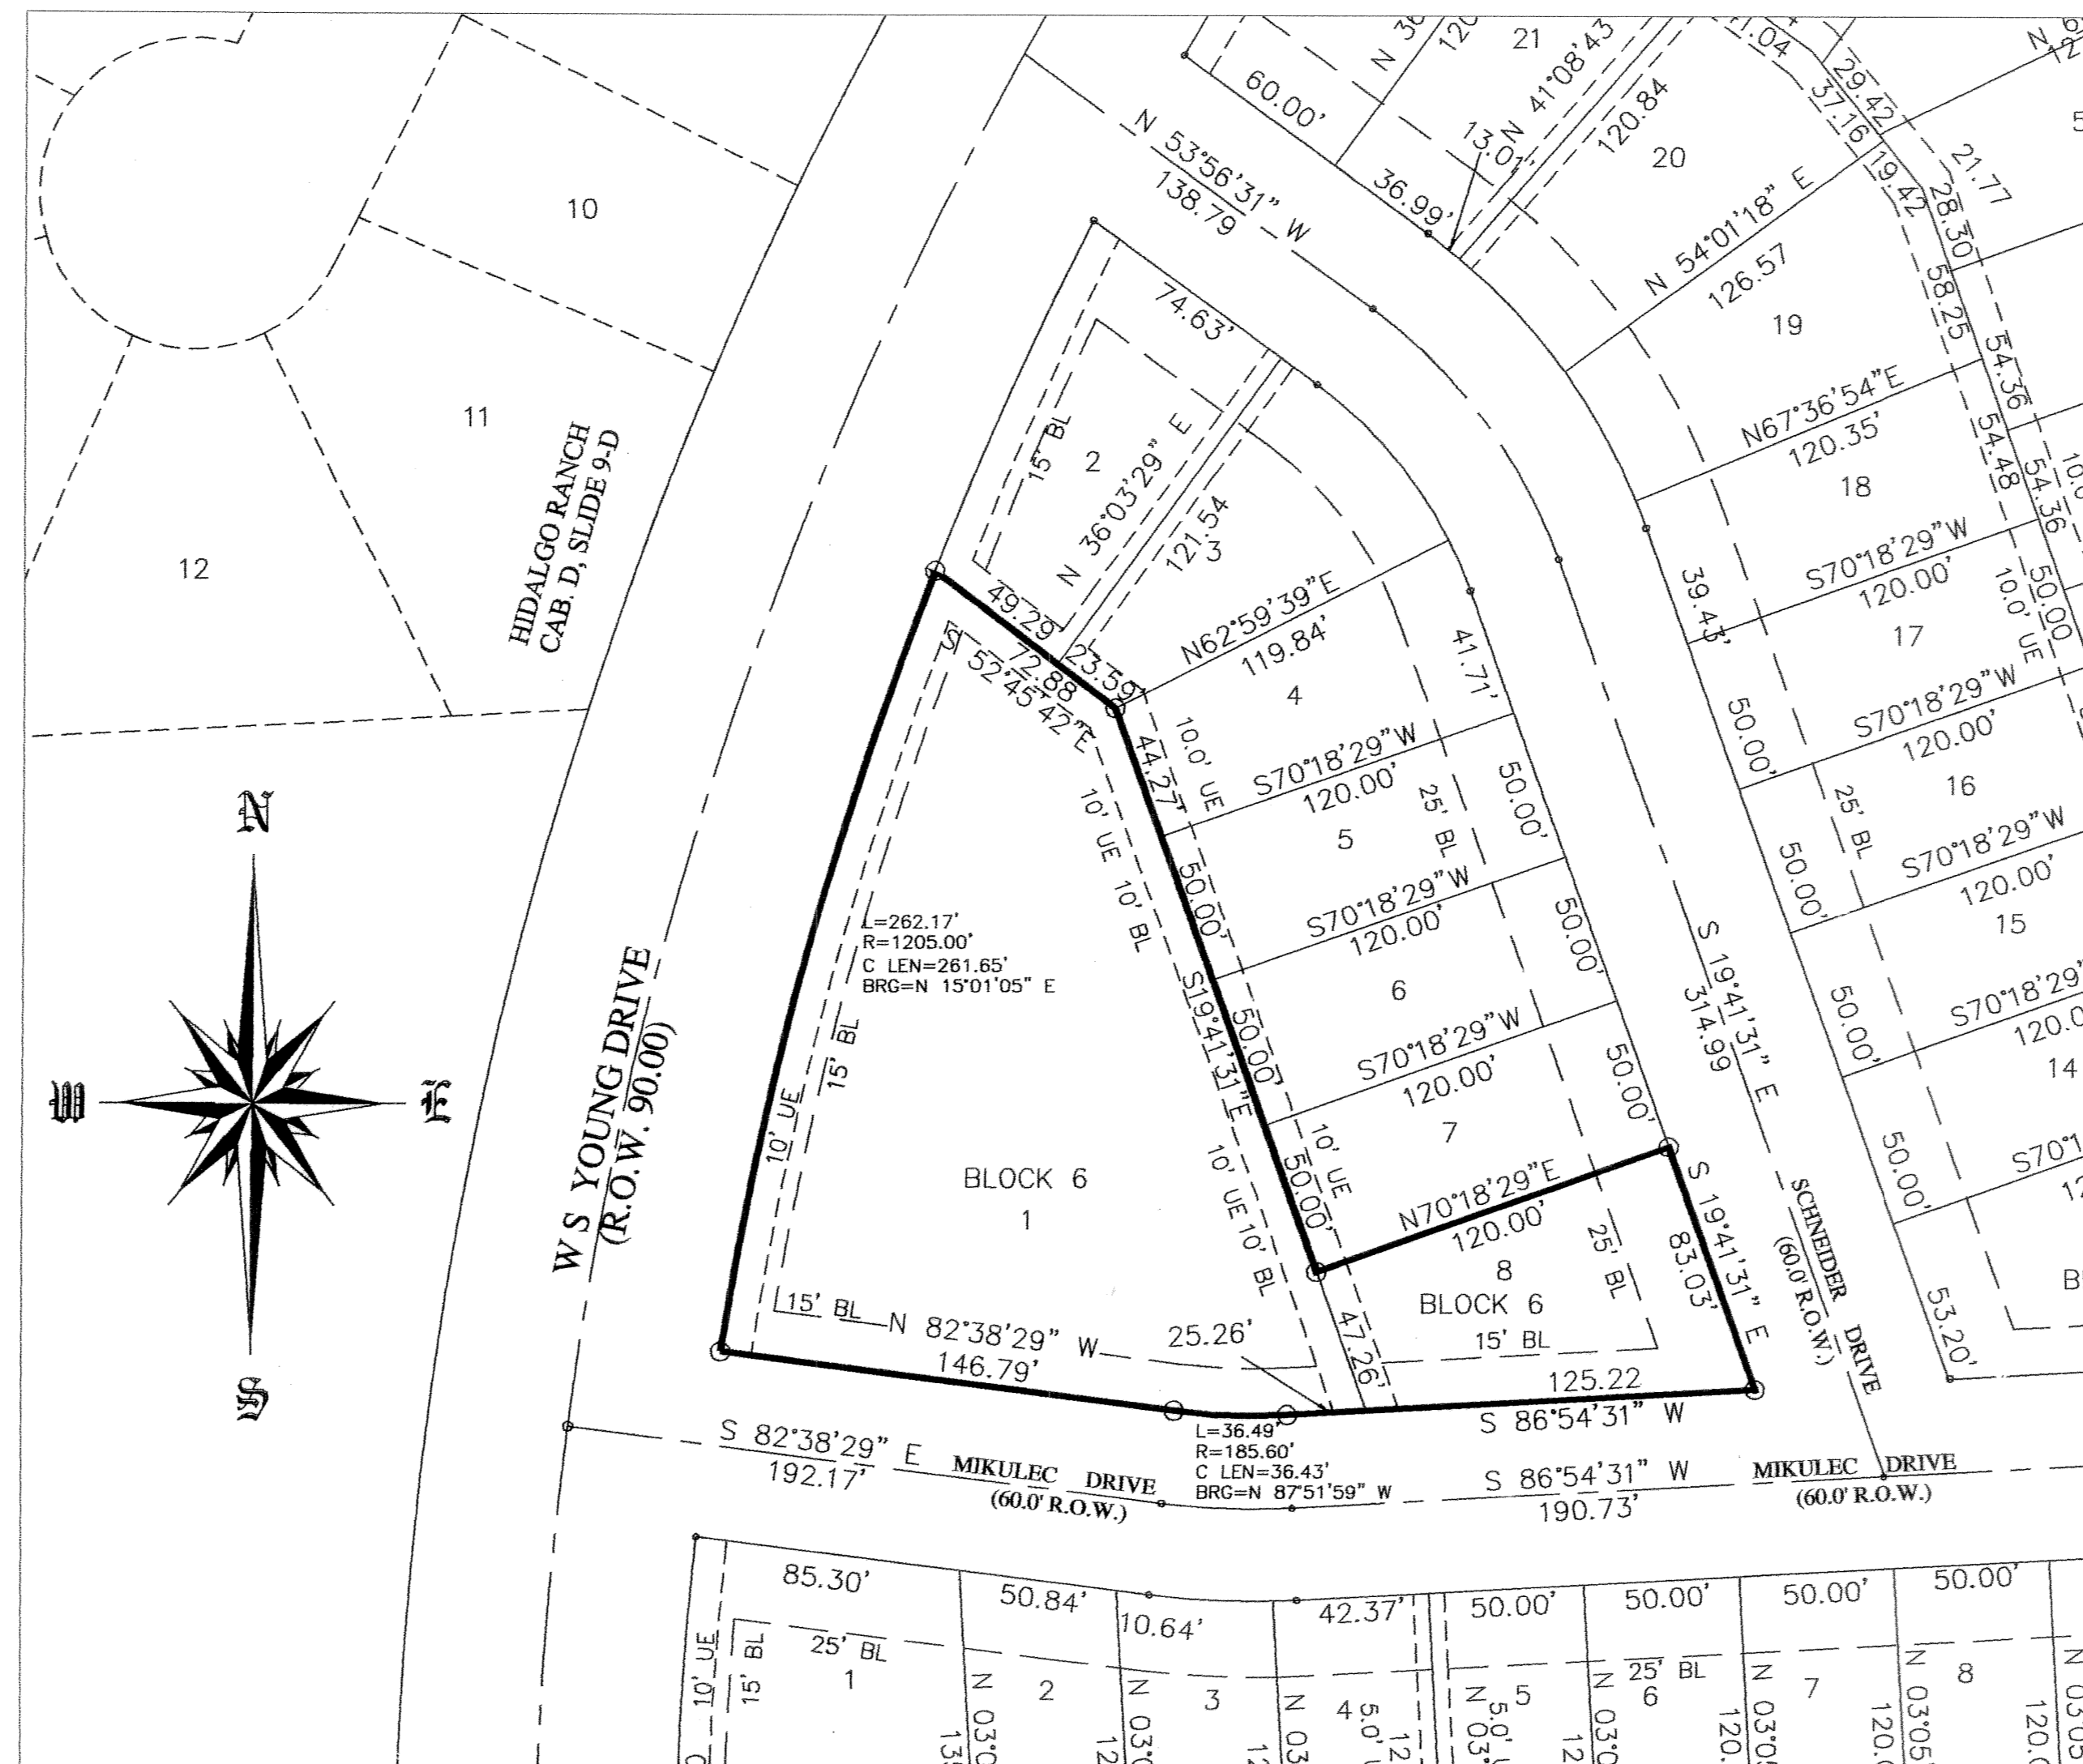 10
11
12
HIDALGO RANCH
CAB. D, SLIDE 9-D
N
W
E
S
W S YOUNG DRIVE
(R.O.W. 90.00)
N 53°56'31" W
138.79
60.00'
36.99'
13.01'
21
N 41°08'43
120.84
20
29.42
37.16
19.42
28.30
21.77
58.25
54.36
54.48
54.36
N 54°01'18" E
126.57
19
N67°36'54"E
120.35'
18
S70°18'29"W
120.00'
17
39.43'
50.00
10.0' UE
S70°18'29"W
120.00'
16
50.00'
25' BL
S70°18'29"W
120.00'
15
50.00'
14
50.00'
50.00'
53.20'
74.63'
15' BL
2
N 36°03'29" E
121.54
3
49.29
23.59'
72.88
S 52°45'42"E
N62°59'39"E
119.84'
4
41.71'
10.0' UE
44.27'
S70°18'29"W
120.00'
5
25' BL
50.00'
50.00'
S70°18'29"W
120.00'
6
50.00'
50.00'
S70°18'29"W
120.00'
7
50.00'
50.00'
10' UE
10' UE
10' BL
S19°41'31"E
10' UE
10' BL
N70°18'29"E
120.00'
8
BLOCK 6
25' BL
15' BL
47.26'
S 19°41'31" E
83.03'
S 19°41'31" E
314.99
SCHNEIDER DRIVE
(60.0' R.O.W.)
L=262.17'
R=1205.00'
C LEN=261.65'
BRG=N 15°01'05" E
15' BL
10' UE
BLOCK 6
1
15' BL
N 82°38'29" W
146.79'
25.26'
125.22
S 86°54'31" W
L=36.49'
R=185.60'
C LEN=36.43'
BRG=N 87°51'59" W
S 82°38'29" E
192.17'
MIKULEC DRIVE
(60.0' R.O.W.)
S 86°54'31" W
190.73'
MIKULEC DRIVE
(60.0' R.O.W.)
85.30'
50.84'
10.64'
42.37'
50.00'
50.00'
50.00'
50.00'
10' UE
15' BL
25' BL
1
2
3
4
5
25' BL
6
7
8